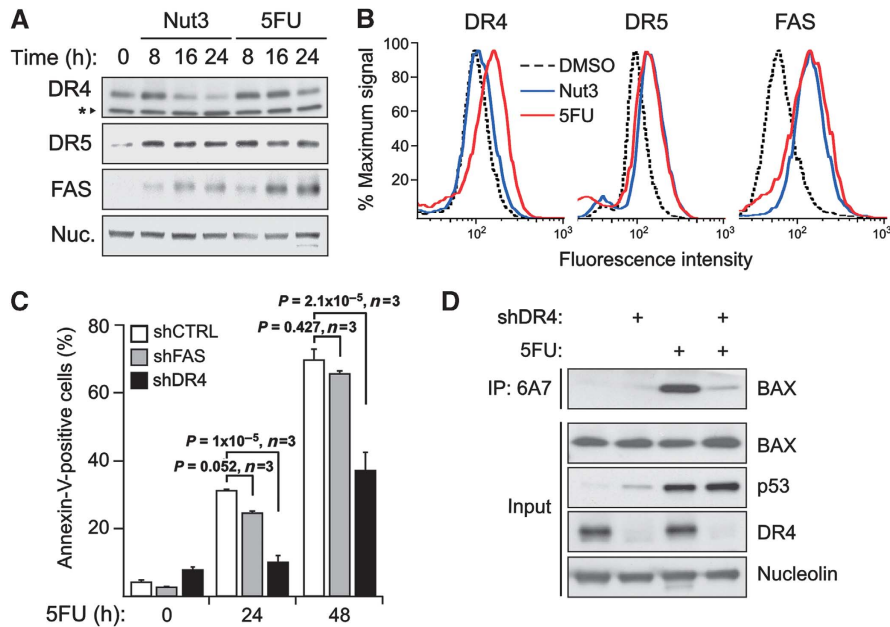 A
Nut3 5FU
Time (h): 0 8 16 24 8 16 24
DR4
*
DR5
FAS
Nuc.
B
DR4 DR5 FAS
% Maximum signal
100
80
60
40
20
DMSO
Nut3
5FU
10² 10³ 10² 10³ 10² 10³
Fluorescence intensity
C
Annexin-V-positive cells (%)
80
60
40
20
shCTRL
shFAS
shDR4
P = 2.1x10⁻⁵, n=3
P = 0.427, n=3
P = 1x10⁻⁵, n=3
P = 0.052, n=3
5FU (h): 0 24 48
D
shDR4: + +
5FU: + +
IP: 6A7 BAX
Input
BAX
p53
DR4
Nucleolin